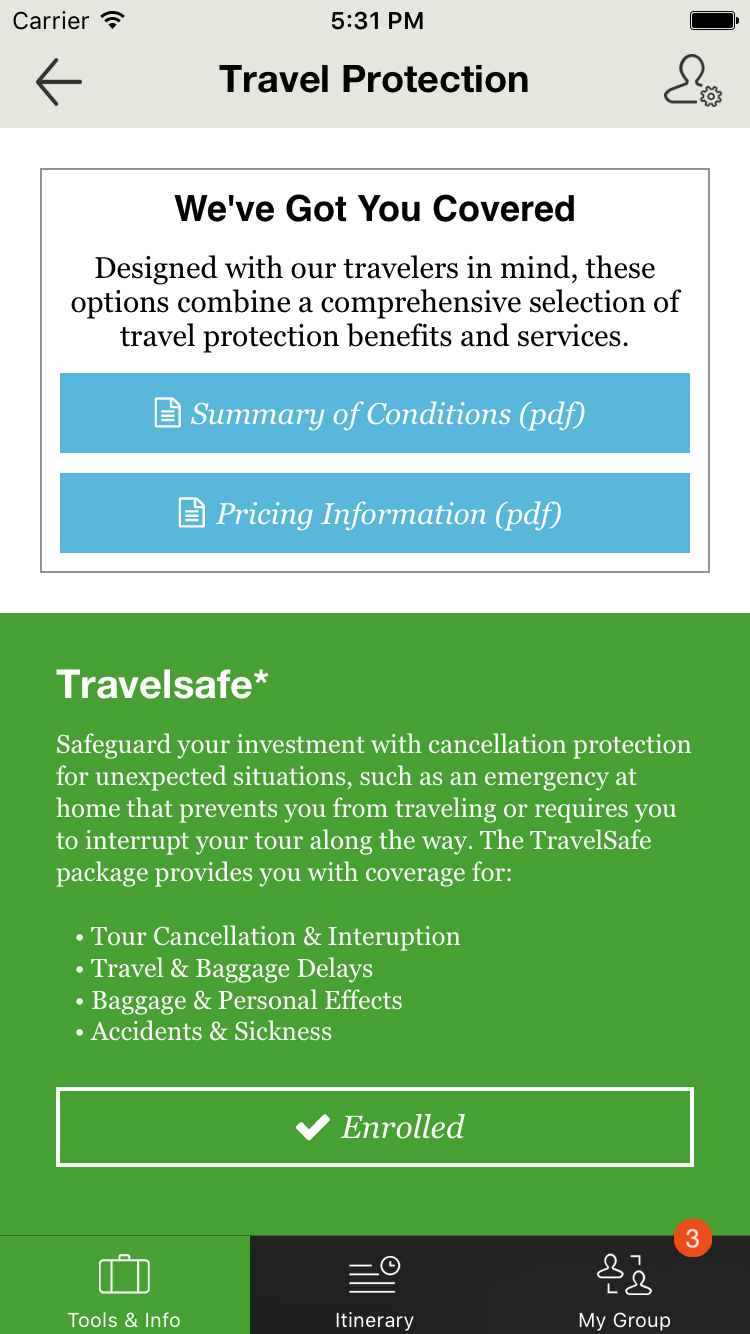 Carrier 5:31 PM
Travel Protection
We've Got You Covered
Designed with our travelers in mind, these
options combine a comprehensive selection of
travel protection benefits and services.
Summary of Conditions (pdf)
Pricing Information (pdf)
Travelsafe*
Safeguard your investment with cancellation protection
for unexpected situations, such as an emergency at
home that prevents you from traveling or requires you
to interrupt your tour along the way. The TravelSafe
package provides you with coverage for:
• Tour Cancellation & Interuption
• Travel & Baggage Delays
• Baggage & Personal Effects
• Accidents & Sickness
Enrolled
3
Tools & Info Itinerary My Group